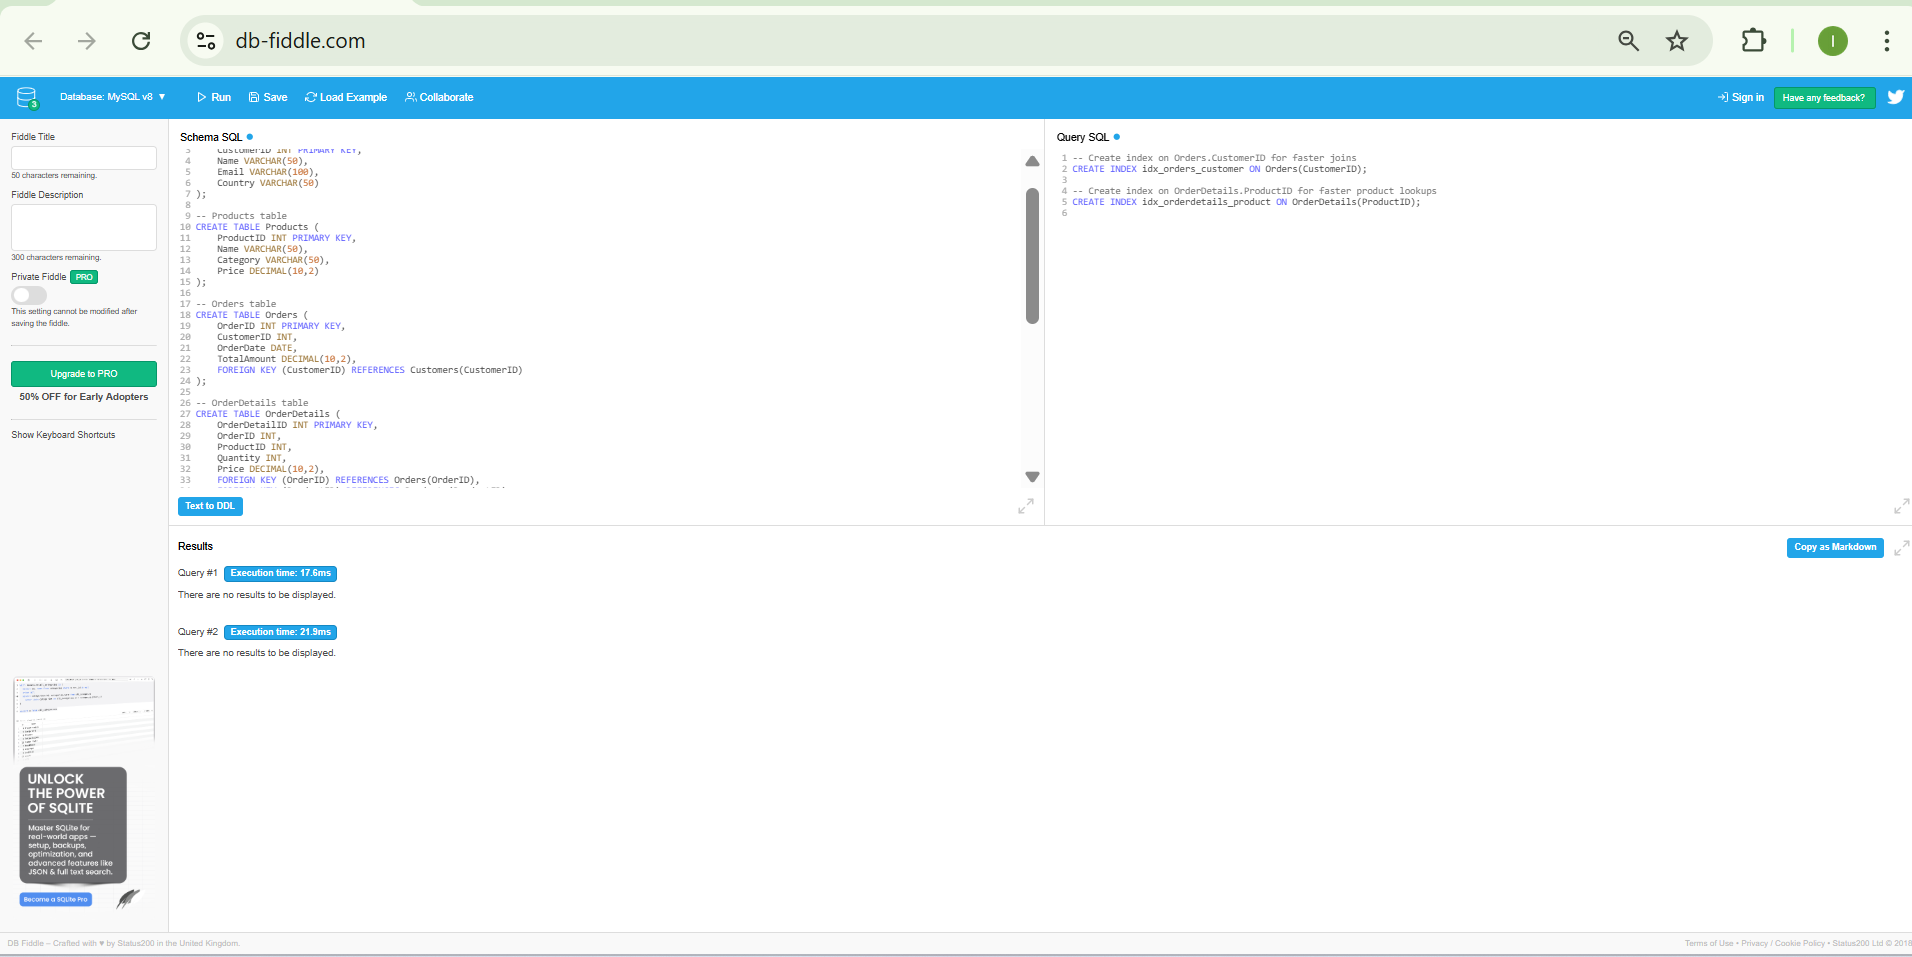 db-fiddle.com
I
3
Database: MySQL v8 ▼
Run
Save
Load Example
Collaborate
Sign in
Have any feedback?
Fiddle Title
50 characters remaining.
Fiddle Description
300 characters remaining.
Private Fiddle PRO
This setting cannot be modified after
saving the fiddle.
Upgrade to PRO
50% OFF for Early Adopters
Show Keyboard Shortcuts
UNLOCK
THE POWER
OF SQLITE
Master SQLite for
real-world apps —
setup, backups,
optimization, and
advanced features like
JSON & full text search.
Become a SQLite Pro
Schema SQL
3 CustomerID INT PRIMARY KEY,
4 Name VARCHAR(50),
5 Email VARCHAR(100),
6 Country VARCHAR(50)
7 );
8
9 -- Products table
10 CREATE TABLE Products (
11 ProductID INT PRIMARY KEY,
12 Name VARCHAR(50),
13 Category VARCHAR(50),
14 Price DECIMAL(10,2)
15 );
16
17 -- Orders table
18 CREATE TABLE Orders (
19 OrderID INT PRIMARY KEY,
20 CustomerID INT,
21 OrderDate DATE,
22 TotalAmount DECIMAL(10,2),
23 FOREIGN KEY (CustomerID) REFERENCES Customers(CustomerID)
24 );
25
26 -- OrderDetails table
27 CREATE TABLE OrderDetails (
28 OrderDetailID INT PRIMARY KEY,
29 OrderID INT,
30 ProductID INT,
31 Quantity INT,
32 Price DECIMAL(10,2),
33 FOREIGN KEY (OrderID) REFERENCES Orders(OrderID),
Text to DDL
Query SQL
1 -- Create index on Orders.CustomerID for faster joins
2 CREATE INDEX idx_orders_customer ON Orders(CustomerID);
3
4 -- Create index on OrderDetails.ProductID for faster product lookups
5 CREATE INDEX idx_orderdetails_product ON OrderDetails(ProductID);
6
Results
Copy as Markdown
Query #1 Execution time: 17.6ms
There are no results to be displayed.
Query #2 Execution time: 21.9ms
There are no results to be displayed.
DB Fiddle – Crafted with ♥ by Status200 in the United Kingdom.
Terms of Use • Privacy / Cookie Policy • Status200 Ltd © 2018